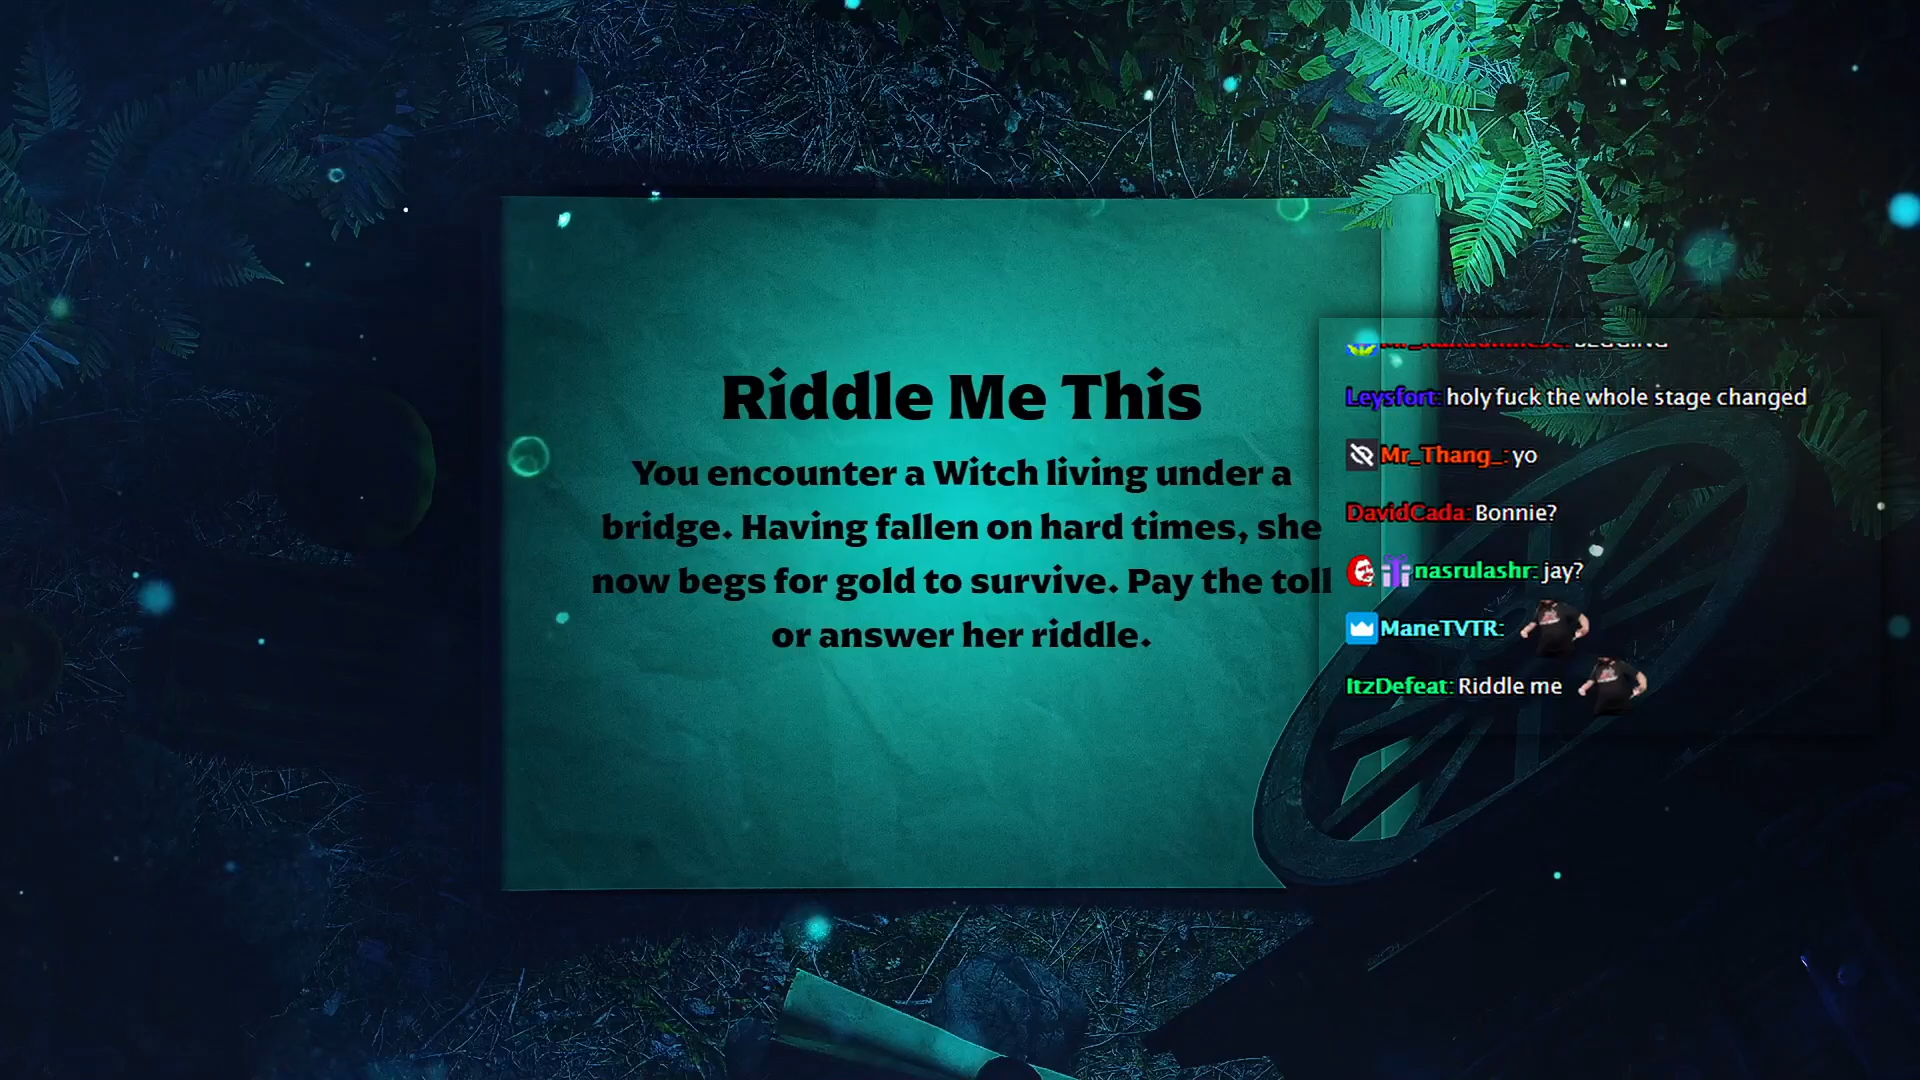 Riddle Me This
You encounter a Witch living under a
bridge. Having fallen on hard times, she
now begs for gold to survive. Pay the toll
or answer her riddle.
Leysfort: holy fuck the whole stage changed
Mr_Thang_: yo
DavidCada: Bonnie?
nasrulashr: jay?
ManeTVTR:
ItzDefeat: Riddle me